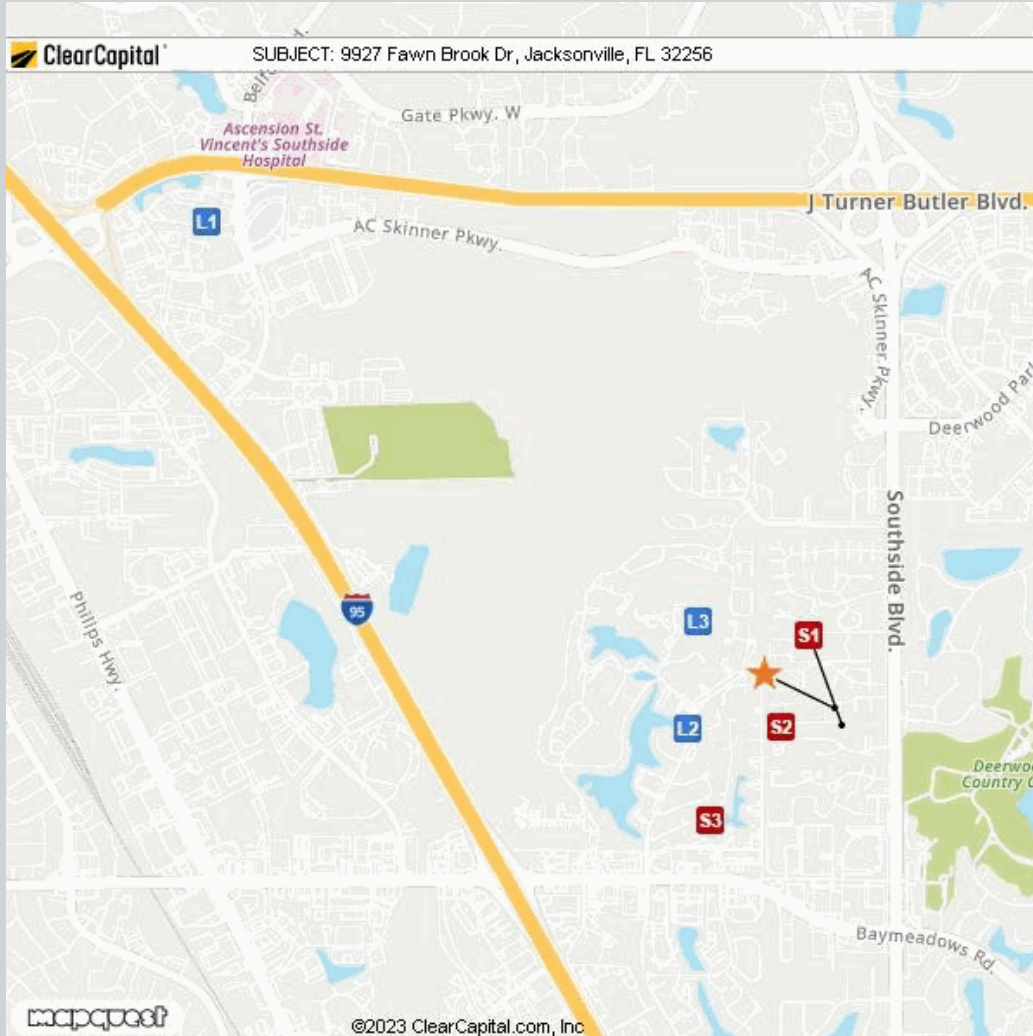 ClearCapital
SUBJECT: 9927 Fawn Brook Dr, Jacksonville, FL 32256
Gate Pkwy. W
Ascension St.
Vincent's Southside
Hospital
J Turner Butler Blvd.
L1
AC Skinner Pkwy.
AC Skinner Pkwy.
Deerwood Par
Southside Blvd.
Philips Hwy.
95
L3
S1
L2
S2
S3
Deerwo
Country C
Baymeadows Rd.
mapquest
©2023 ClearCapital.com, Inc